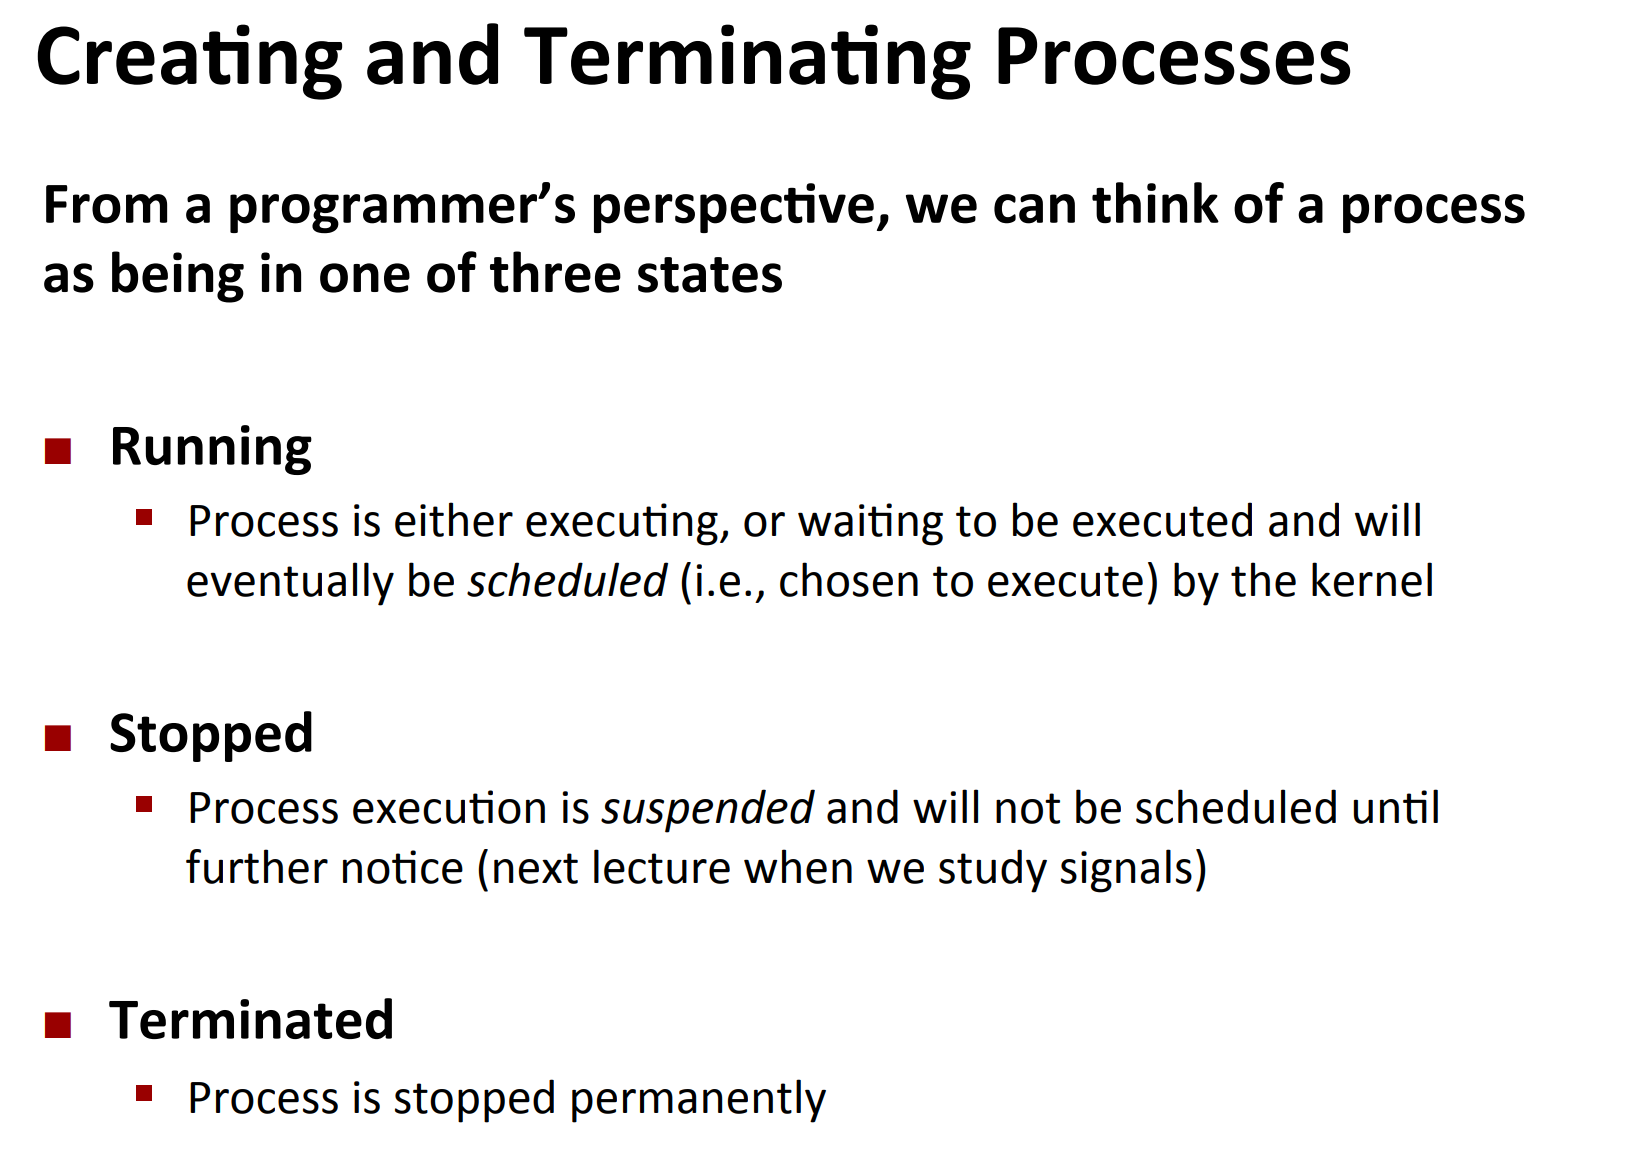 Creating and Terminating Processes
From a programmer’s perspective, we can think of a process
as being in one of three states
Running
Process is either executing, or waiting to be executed and will
eventually be scheduled (i.e., chosen to execute) by the kernel
Stopped
Process execution is suspended and will not be scheduled until
further notice (next lecture when we study signals)
Terminated
Process is stopped permanently